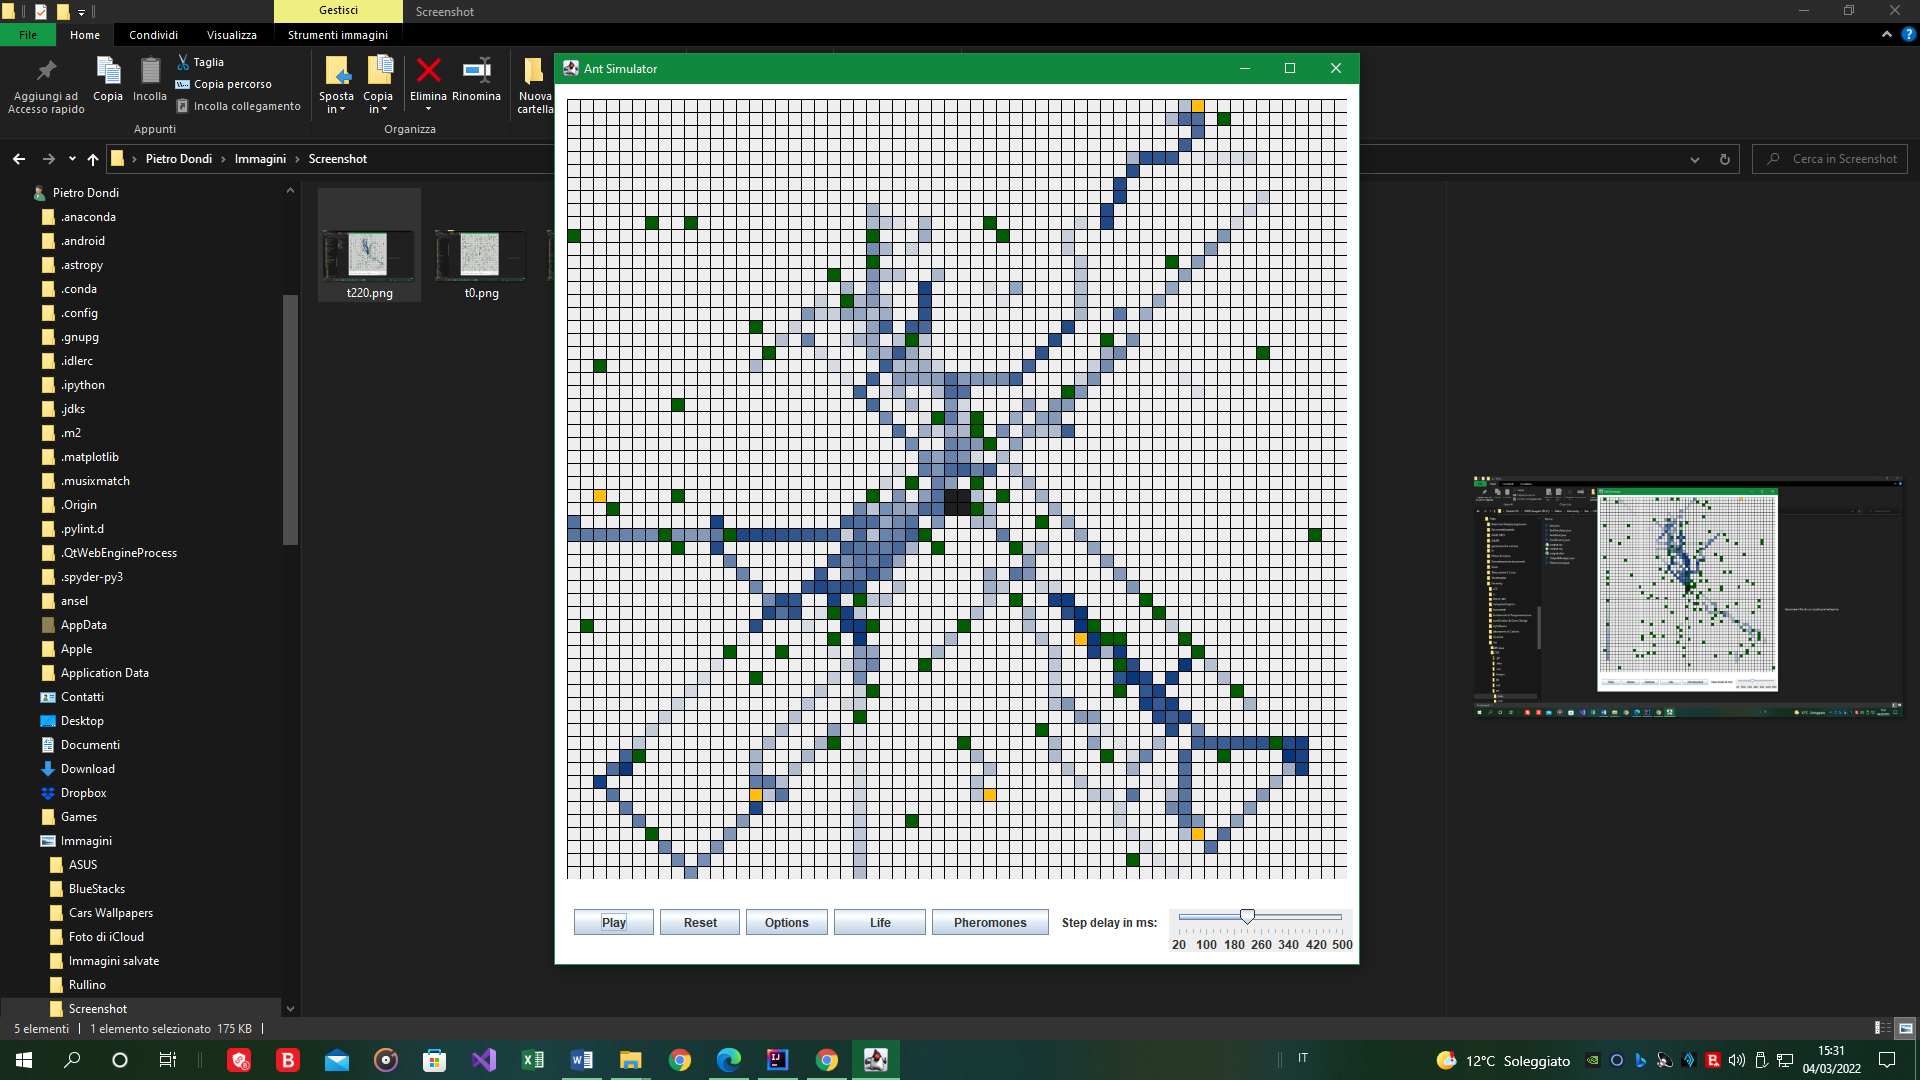 Gestisci
Screenshot
File
Home
Condividi
Visualizza
Strumenti immagini
Aggiungi ad
Accesso rapido
Copia
Incolla
Taglia
Copia percorso
Incolla collegamento
Appunti
Sposta
in
Copia
in
Elimina
Rinomina
Organizza
Nuova
cartella
Pietro Dondi
Immagini
Screenshot
Cerca in Screenshot
Pietro Dondi
.anaconda
.android
.astropy
.conda
.config
.gnupg
.idlerc
.ipython
.jdks
.m2
.matplotlib
.musixmatch
.Origin
.pylint.d
.QtWebEngineProcess
.spyder-py3
ansel
AppData
Apple
Application Data
Contatti
Desktop
Documenti
Download
Dropbox
Games
Immagini
ASUS
BlueStacks
Cars Wallpapers
Foto di iCloud
Immagini salvate
Rullino
Screenshot
t220.png
t0.png
Ant Simulator
Play
Reset
Options
Life
Pheromones
Step delay in ms:
20 100 180 260 340 420 500
5 elementi
1 elemento selezionato 175 KB
IT
12°C Soleggiato
15:31
04/03/2022